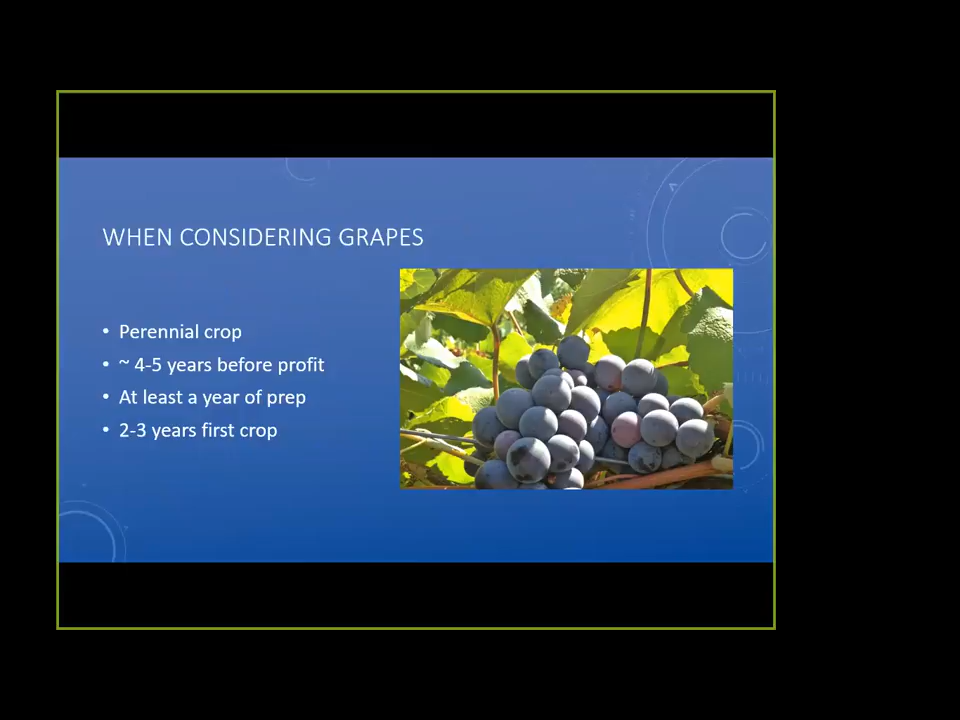 WHEN CONSIDERING GRAPES
• Perennial crop
• ~ 4-5 years before profit
• At least a year of prep
• 2-3 years first crop